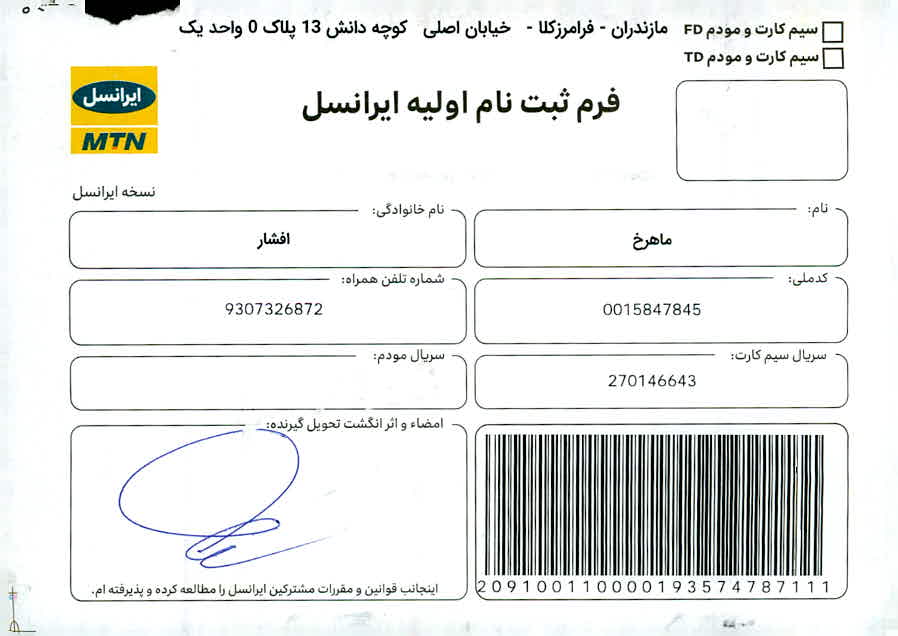 سیم کارت و مودم FD
مازندران - فرامرزکلا - خیابان اصلی کوچه دانش 13 پلاک 0 واحد یک
سیم کارت و مودم TD
ایرانسل
MTN
فرم ثبت نام اولیه ایرانسل
نسخه ایرانسل
نام:
ماهرخ
نام خانوادگی:
افشار
کدملی:
0015847845
شماره تلفن همراه:
9307326872
سریال سیم کارت:
270146643
سریال مودم:
امضاء و اثر انگشت تحویل گیرنده:
اینجانب قوانین و مقررات مشترکین ایرانسل را مطالعه کرده و پذیرفته ام.
209100110000193574787111